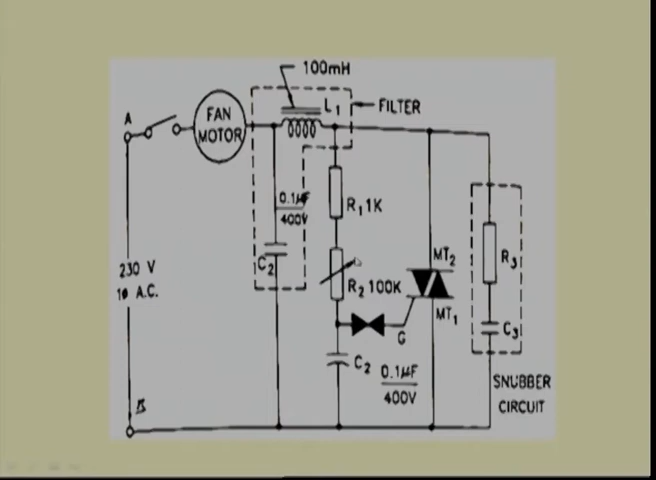 100mH
L1
FILTER
A
FAN
MOTOR
0.1µF
400V
R1 1K
C2
230 V
1ϕ A.C.
R2 100K
MT2
MT1
R3
G
C2
0.1µF
400V
C3
SNUBBER
CIRCUIT
B